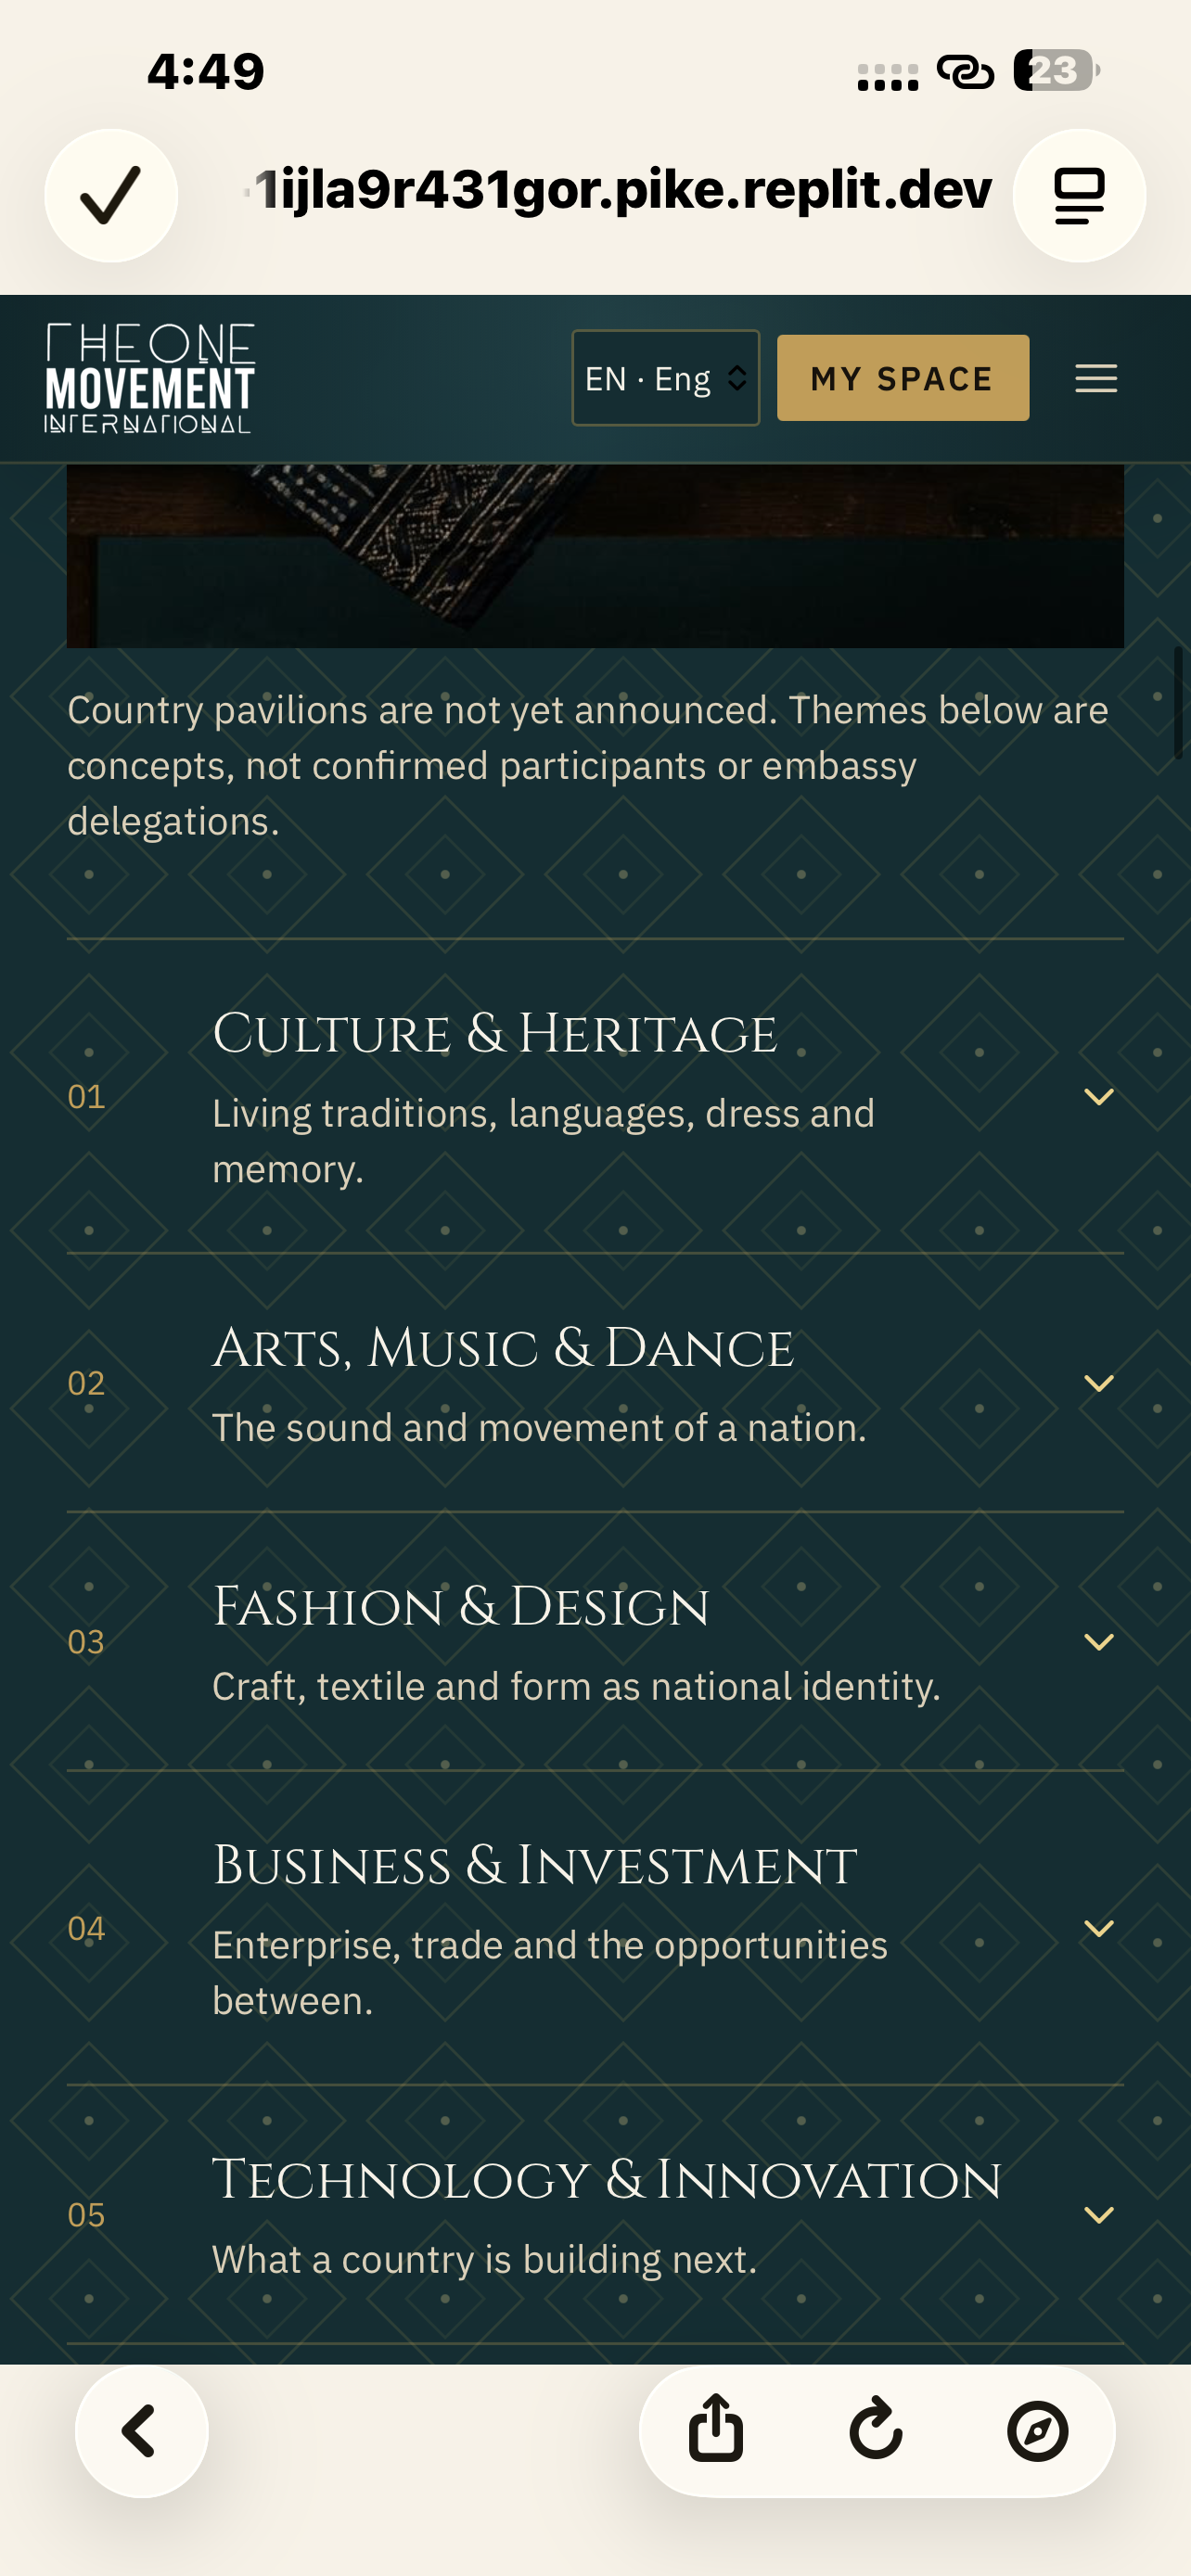 4:49
23
1ijla9r431gor.pike.replit.dev
THE ONE
MOVEMENT
INTERNATIONAL
EN · Eng
MY SPACE
Country pavilions are not yet announced. Themes below are
concepts, not confirmed participants or embassy
delegations.
01
CULTURE & HERITAGE
Living traditions, languages, dress and
memory.
02
ARTS, MUSIC & DANCE
The sound and movement of a nation.
03
FASHION & DESIGN
Craft, textile and form as national identity.
04
BUSINESS & INVESTMENT
Enterprise, trade and the opportunities
between.
05
TECHNOLOGY & INNOVATION
What a country is building next.